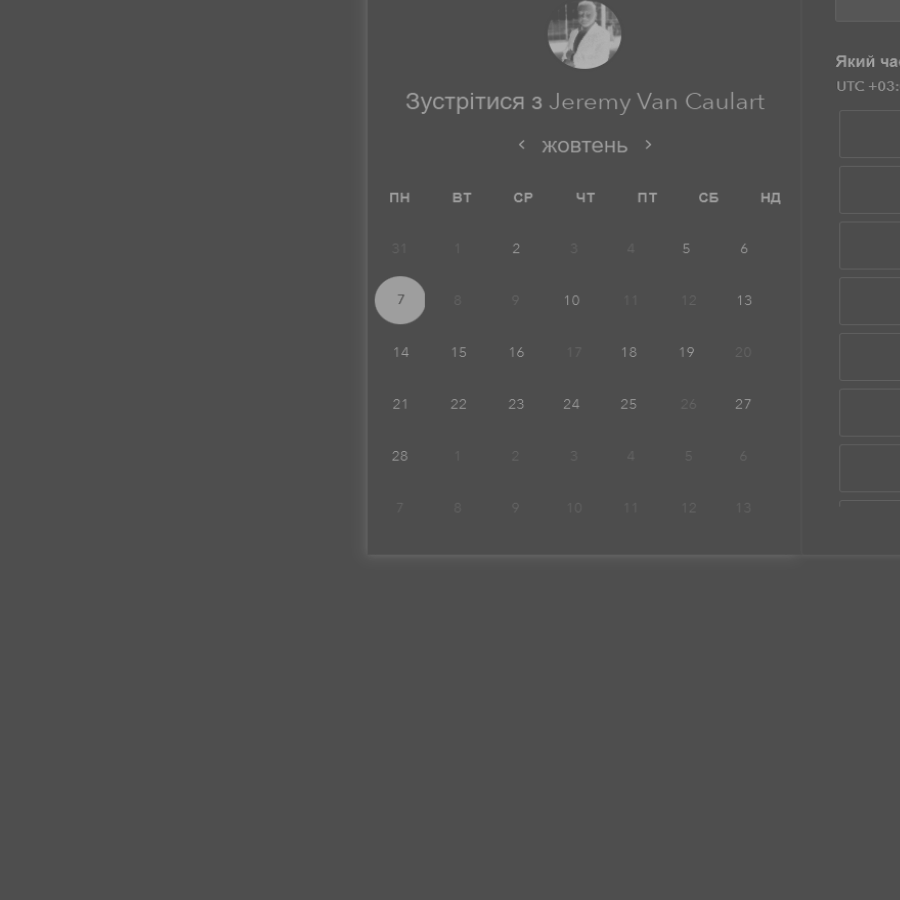 Який
UTC +03:
Зустрітися з Jeremy Van Caulart
‹ жовтень ›
ПН ВТ СР ЧТ ПТ СБ НД
31 1 2 3 4 5 6
7 8 9 10 11 12 13
14 15 16 17 18 19 20
21 22 23 24 25 26 27
28 1 2 3 4 5 6
7 8 9 10 11 12 13